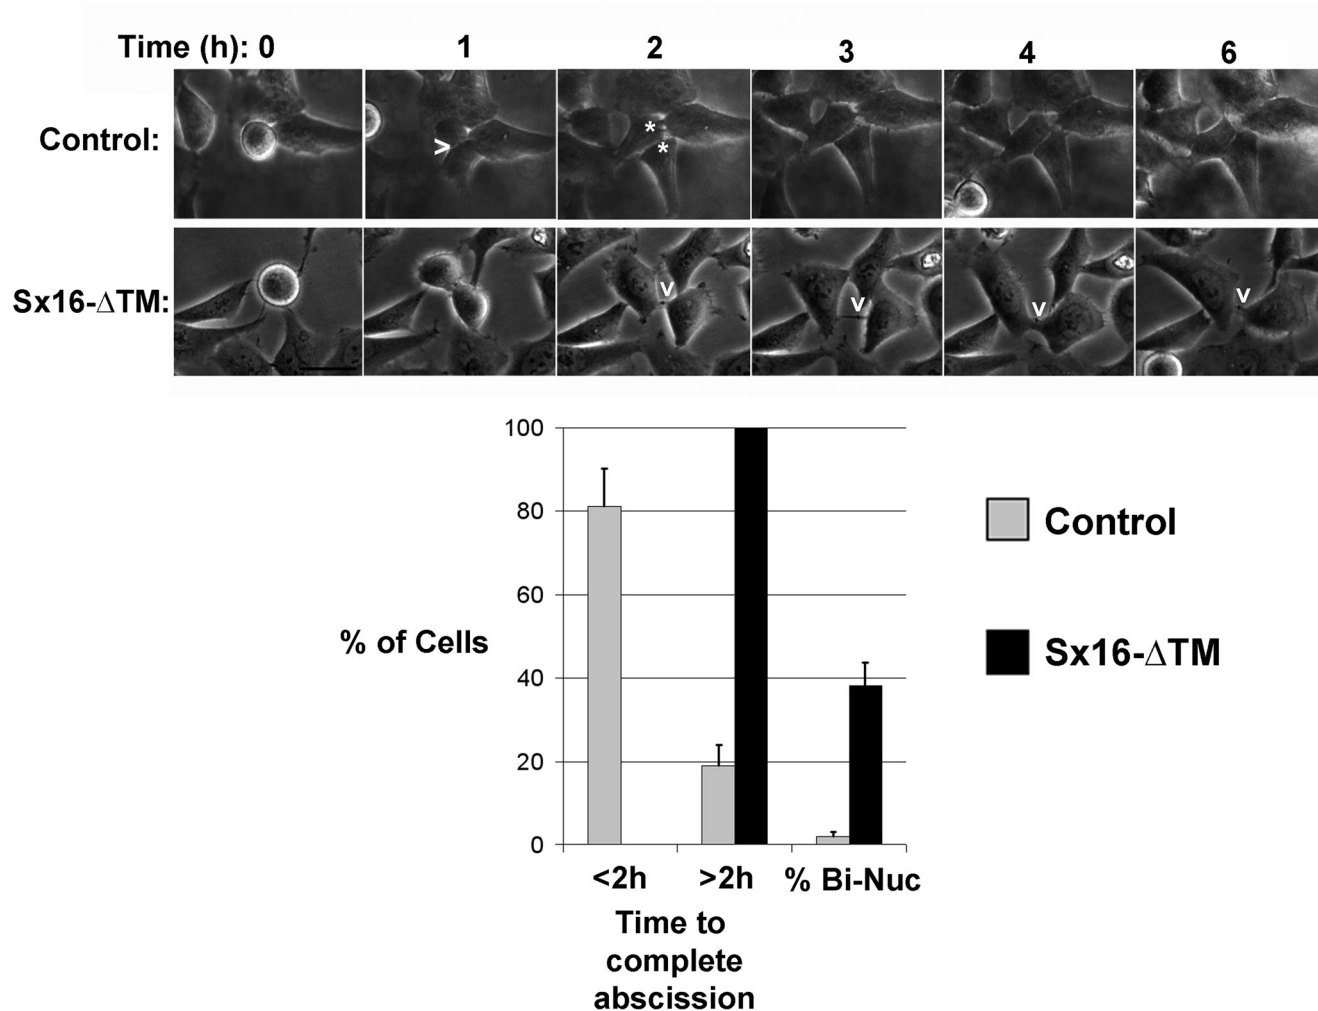 Time (h): 0 1 2 3 4 6
Control:
>
*
*
Sx16-ΔTM:
v v v v
100
80
60
40
20
0
% of Cells
<2h >2h % Bi-Nuc
Time to
complete
abscission
Control
Sx16-ΔTM